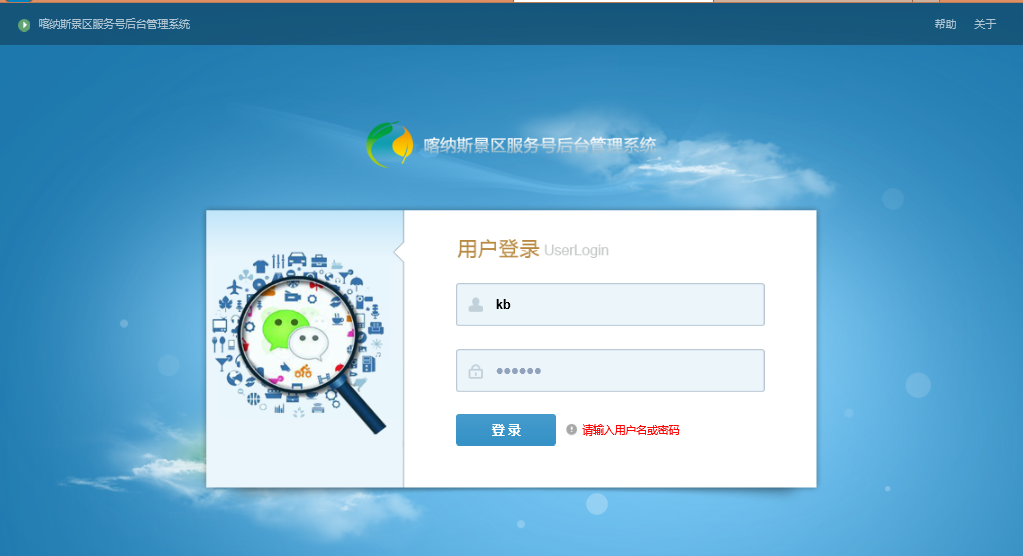 喀纳斯景区服务号后台管理系统
帮助 关于
喀纳斯景区服务号后台管理系统
用户登录 UserLogin
kb
••••••
登 录
请输入用户名或密码